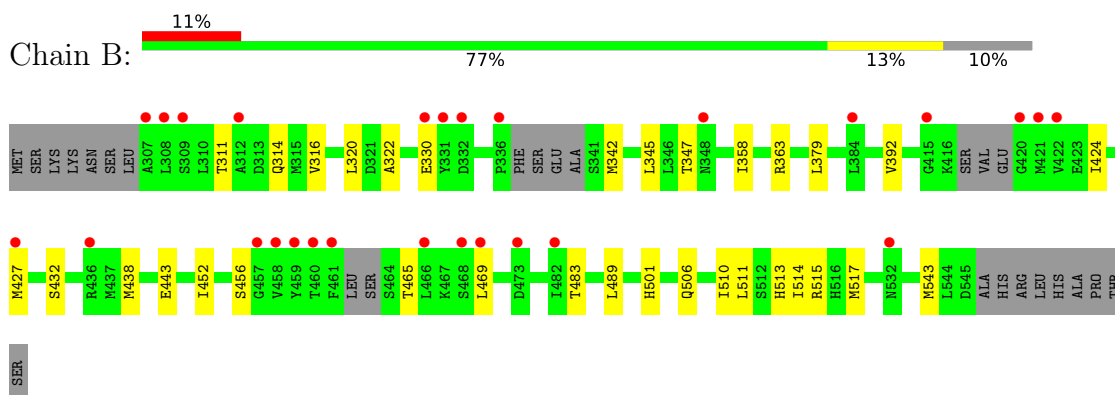 11%
Chain B:
77% 13% 10%
MET SER LYS LYS ASN SER LEU A307 L308 S309 L310 T311 A312 D313 Q314 M315 V316 L320 D321 A322 E330 Y331 D332 P336 PHE SER GLU ALA S341 M342 L345 L346 T347 N348 I358 R363 L379 L384 V392 G415 K416 SER VAL GLU G420 M421 V422 E423 I424
M427 S432 R436 M437 M438 E443 I452 S456 G457 V458 Y459 T460 F461 LEU SER S464 T465 L466 K467 S468 L469 D473 I482 T483 L489 H501 Q506 I510 L511 S512 H513 I514 R515 H516 M517 N532 M543 L544 D545 ALA HIS ARG LEU HIS ALA PRO THR
SER